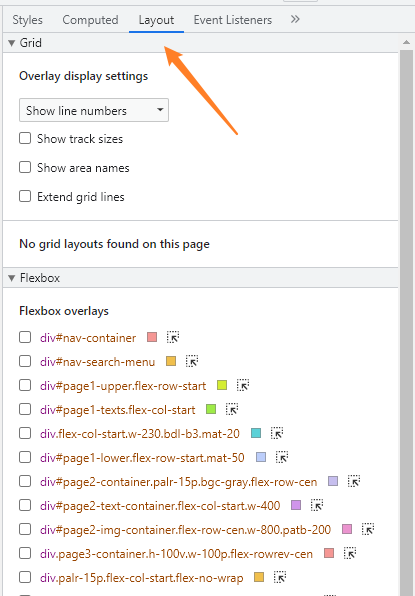 Styles Computed Layout Event Listeners »
Grid
Overlay display settings
Show line numbers
Show track sizes
Show area names
Extend grid lines
No grid layouts found on this page
Flexbox
Flexbox overlays
div#nav-container
div#nav-search-menu
div#page1-upper.flex-row-start
div#page1-texts.flex-col-start
div.flex-col-start.w-230.bdl-b3.mat-20
div#page1-lower.flex-row-start.mat-50
div#page2-container.palr-15p.bgc-gray.flex-row-cen
div#page2-text-container.flex-col-start.w-400
div#page2-img-container.flex-row-cen.w-800.patb-200
div.page3-container.h-100v.w-100p.flex-rowrev-cen
div.palr-15p.flex-col-start.flex-no-wrap